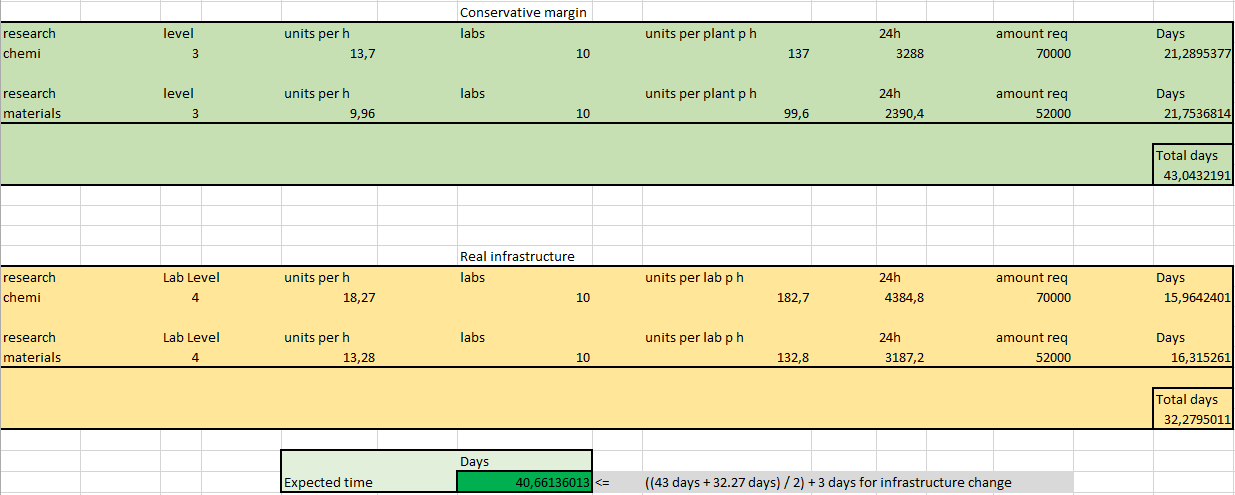 Conservative margin
research level units per h labs units per plant p h 24h amount req Days
chemi 3 13,7 10 137 3288 70000 21,2895377
research level units per h labs units per plant p h 24h amount req Days
materials 3 9,96 10 99,6 2390,4 52000 21,7536814
Total days
43,0432191
Real infrastructure
research Lab Level units per h labs units per lab p h 24h amount req Days
chemi 4 18,27 10 182,7 4384,8 70000 15,9642401
research Lab Level units per h labs units per lab p h 24h amount req Days
materials 4 13,28 10 132,8 3187,2 52000 16,315261
Total days
32,2795011
Days
Expected time 40,66136013 <= ((43 days + 32.27 days) / 2) + 3 days for infrastructure change